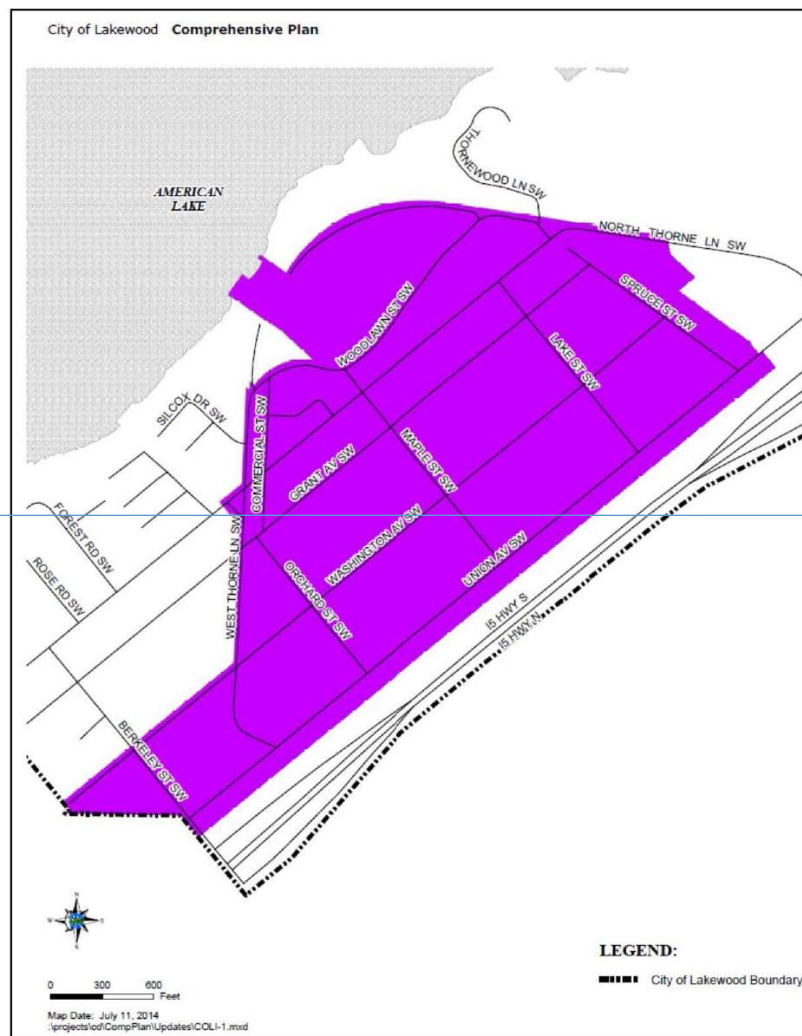 City of Lakewood Comprehensive Plan
AMERICAN
LAKE
THORNEWOOD LN SW
NORTH THORNE LN SW
SPRUCE ST SW
WOODLAWN ST SW
LAKE ST SW
SILCOX DR SW
COMMERCIAL ST SW
GRANT AV SW
MAPLE ST SW
FOREST RD SW
WASHINGTON AV SW
ROSE RD SW
WEST THORNE LN SW
ORCHARD ST SW
UNION AV SW
I5 HWY S
I5 HWY N
BERKELEY ST SW
N
W
S
LEGEND:
City of Lakewood Boundary
0 300 600
Feet
Map Date: July 11, 2014
:\projects\cd\CompPlan\Updates\COLI-1.mxd